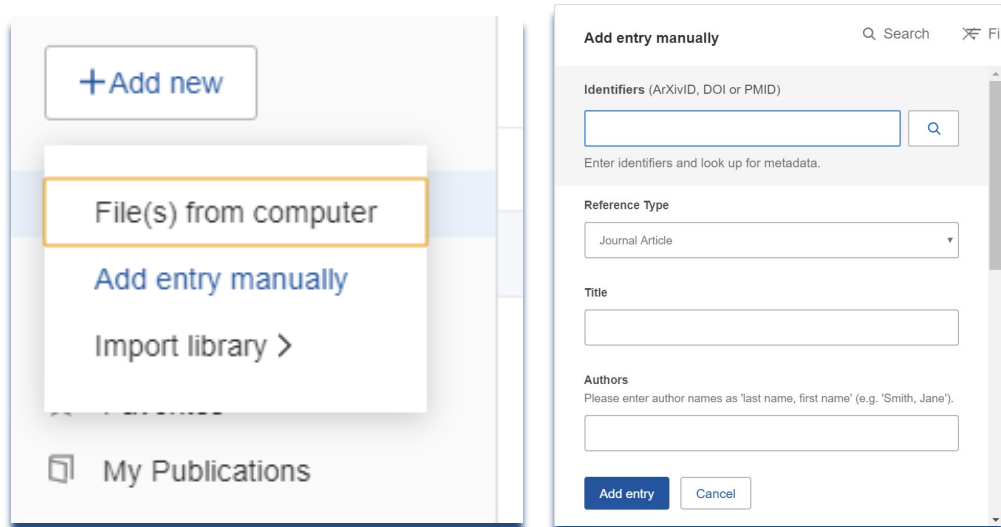 +Add new
File(s) from computer
Add entry manually
Import library >
My Publications
Add entry manually
Search
Fi
Identifiers (ArXivID, DOI or PMID)
Enter identifiers and look up for metadata.
Reference Type
Journal Article
Title
Authors
Please enter author names as 'last name, first name' (e.g. 'Smith, Jane').
Add entry
Cancel